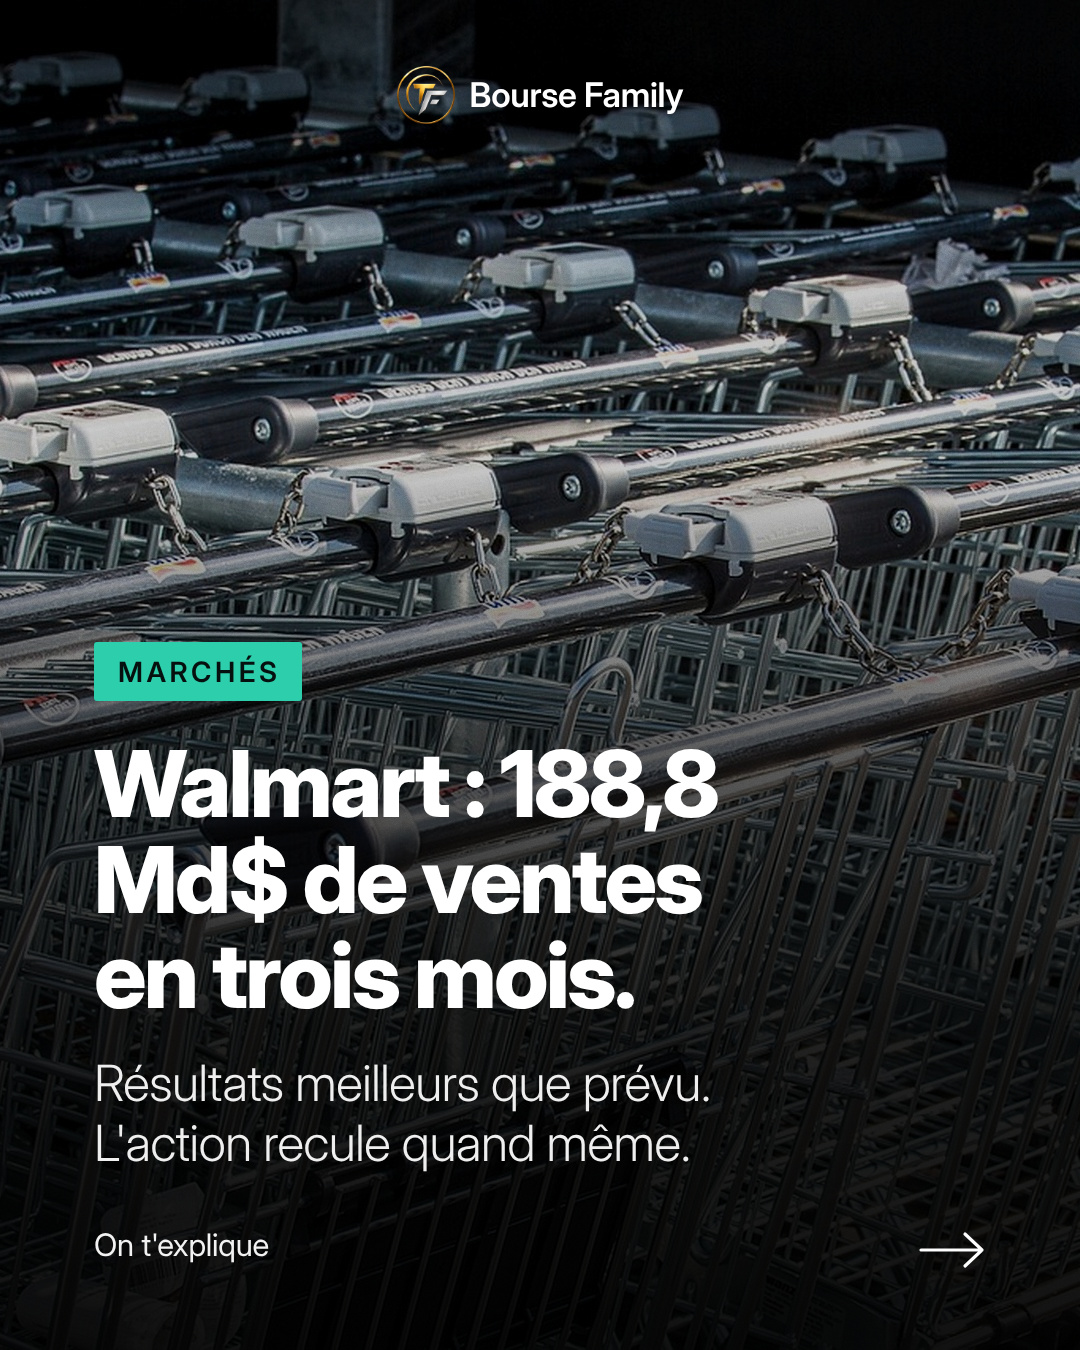 Bourse Family
MARCHÉS
Walmart : 188,8
Md$ de ventes
en trois mois.
Résultats meilleurs que prévu.
L'action recule quand même.
On t'explique